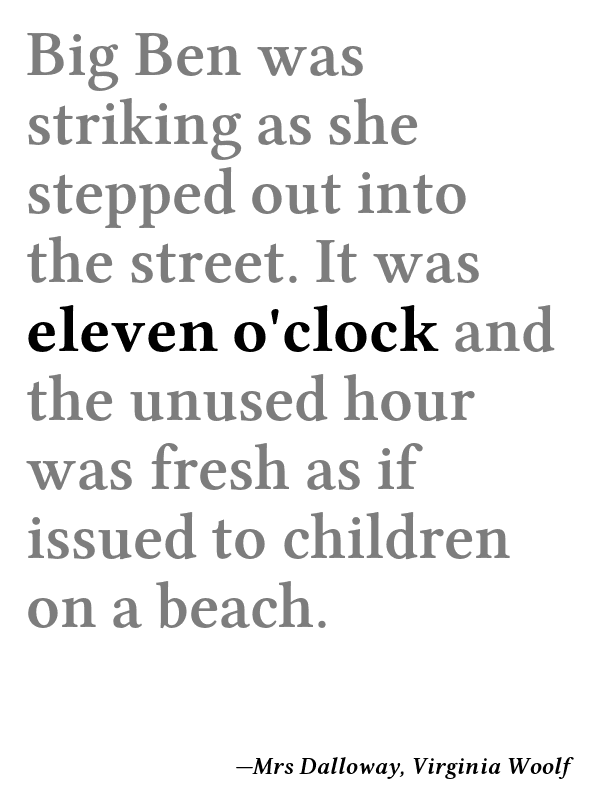 Big Ben was
striking as she
stepped out into
the street. It was
eleven o'clock and
the unused hour
was fresh as if
issued to children
on a beach.
—Mrs Dalloway, Virginia Woolf